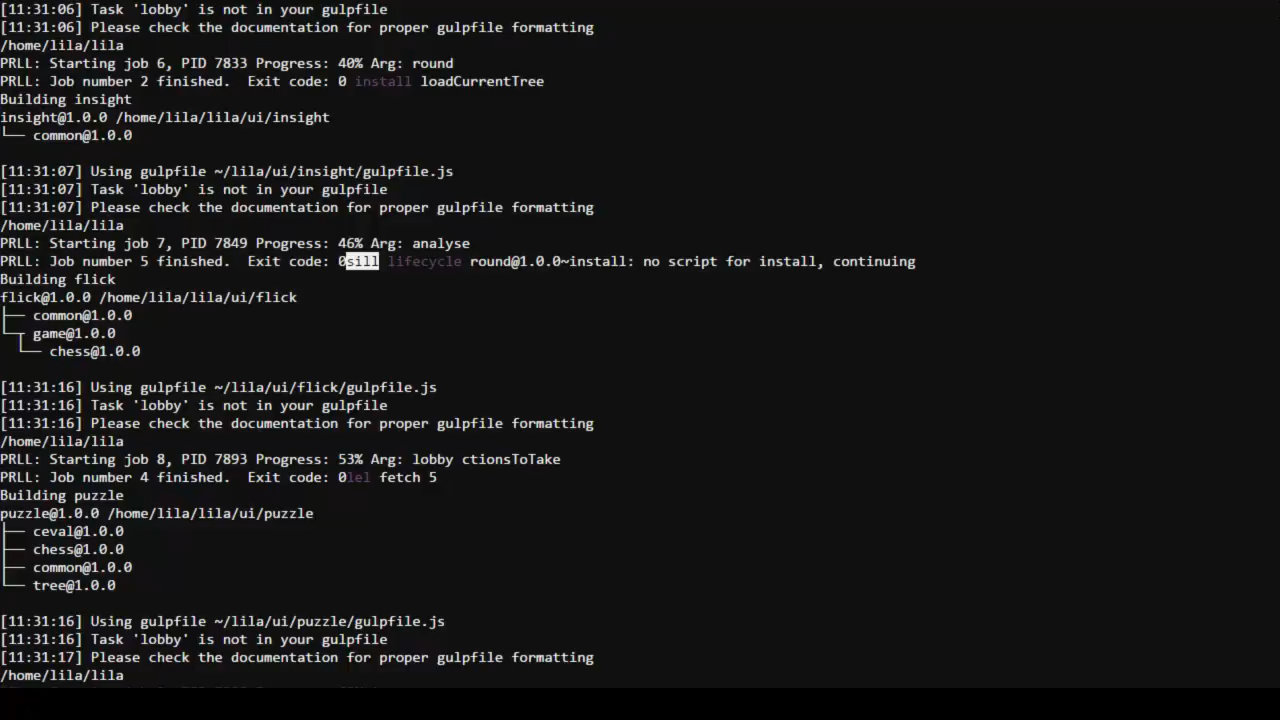 [11:31:06] Task 'lobby' is not in your gulpfile
[11:31:06] Please check the documentation for proper gulpfile formatting
/home/lila/lila
PRLL: Starting job 6, PID 7833 Progress: 40% Arg: round
PRLL: Job number 2 finished.  Exit code: 0 install loadCurrentTree
Building insight
insight@1.0.0 /home/lila/lila/ui/insight
└── common@1.0.0
[11:31:07] Using gulpfile ~/lila/ui/insight/gulpfile.js
[11:31:07] Task 'lobby' is not in your gulpfile
[11:31:07] Please check the documentation for proper gulpfile formatting
/home/lila/lila
PRLL: Starting job 7, PID 7849 Progress: 46% Arg: analyse
PRLL: Job number 5 finished.  Exit code: 0sill lifecycle round@1.0.0~install: no script for install, continuing
Building flick
flick@1.0.0 /home/lila/lila/ui/flick
├── common@1.0.0
└─┬ game@1.0.0
  └── chess@1.0.0
[11:31:16] Using gulpfile ~/lila/ui/flick/gulpfile.js
[11:31:16] Task 'lobby' is not in your gulpfile
[11:31:16] Please check the documentation for proper gulpfile formatting
/home/lila/lila
PRLL: Starting job 8, PID 7893 Progress: 53% Arg: lobby ctionsToTake
PRLL: Job number 4 finished.  Exit code: 0lel fetch 5
Building puzzle
puzzle@1.0.0 /home/lila/lila/ui/puzzle
├── ceval@1.0.0
├── chess@1.0.0
├── common@1.0.0
└── tree@1.0.0
[11:31:16] Using gulpfile ~/lila/ui/puzzle/gulpfile.js
[11:31:16] Task 'lobby' is not in your gulpfile
[11:31:17] Please check the documentation for proper gulpfile formatting
/home/lila/lila